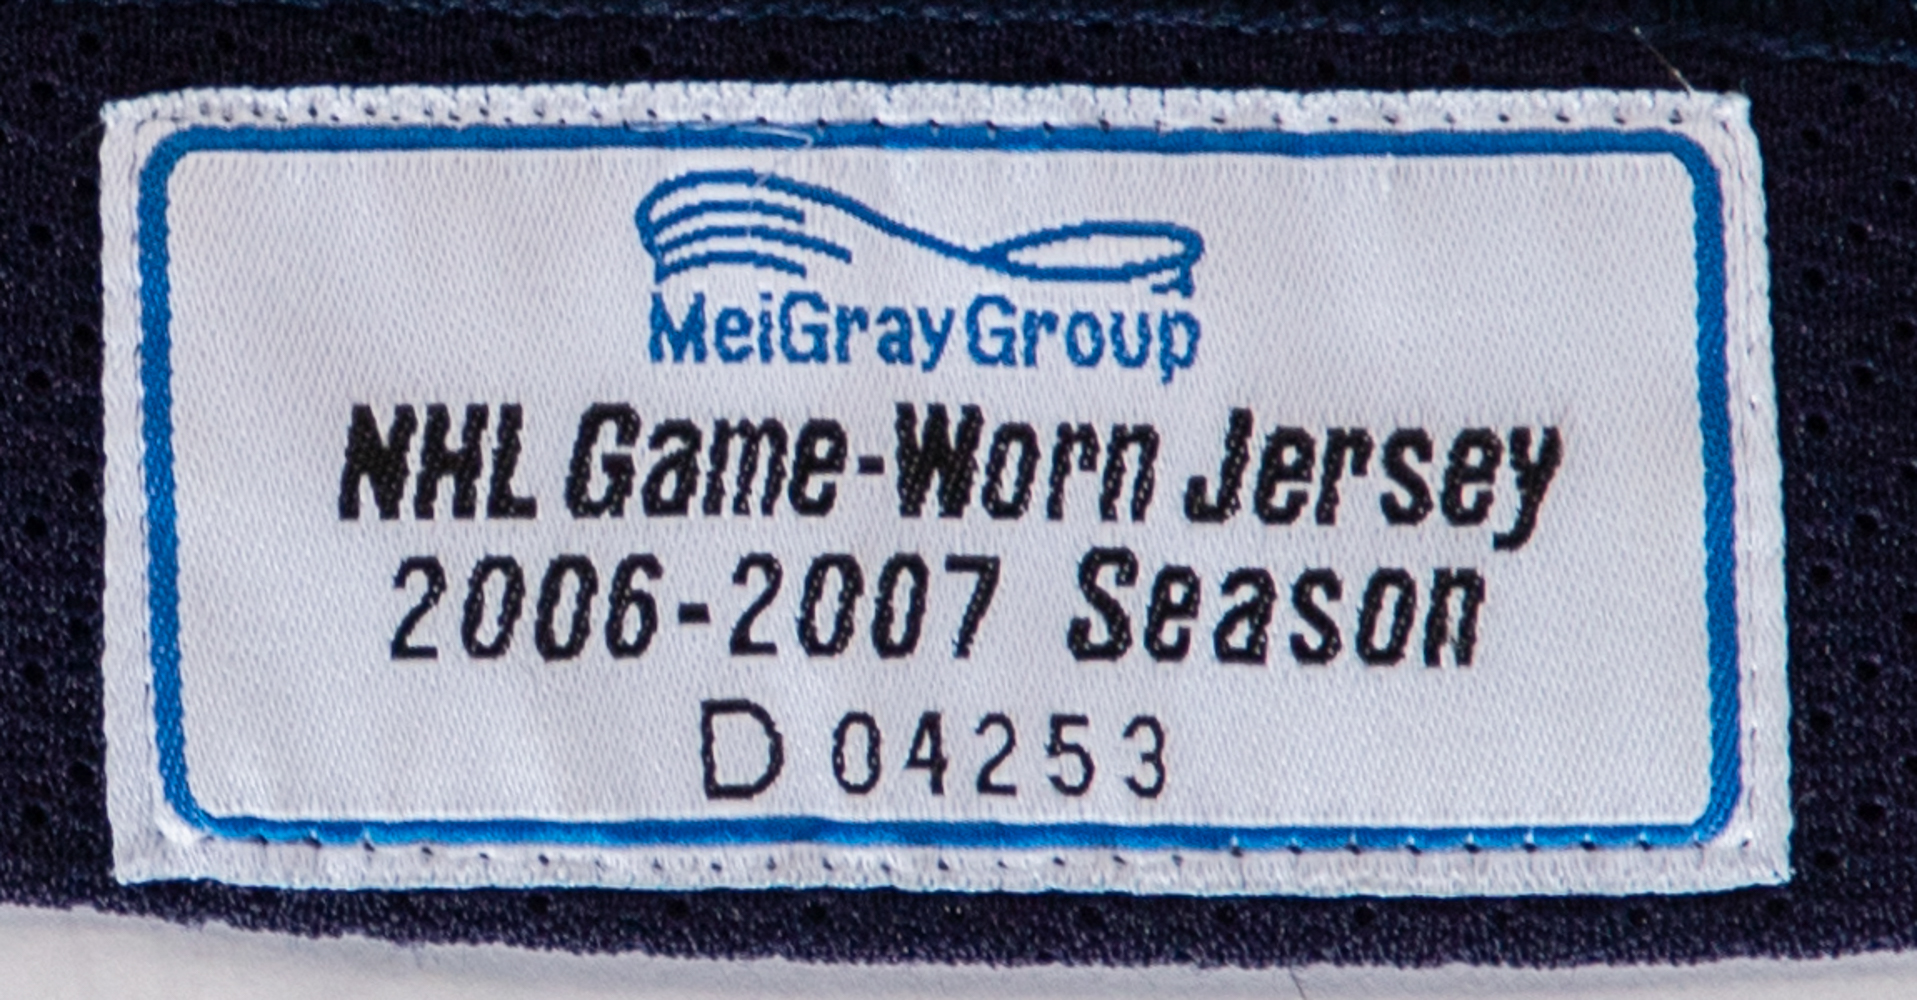 MeiGrayGroup
NHL Game-Worn Jersey
2006-2007 Season
D 04253